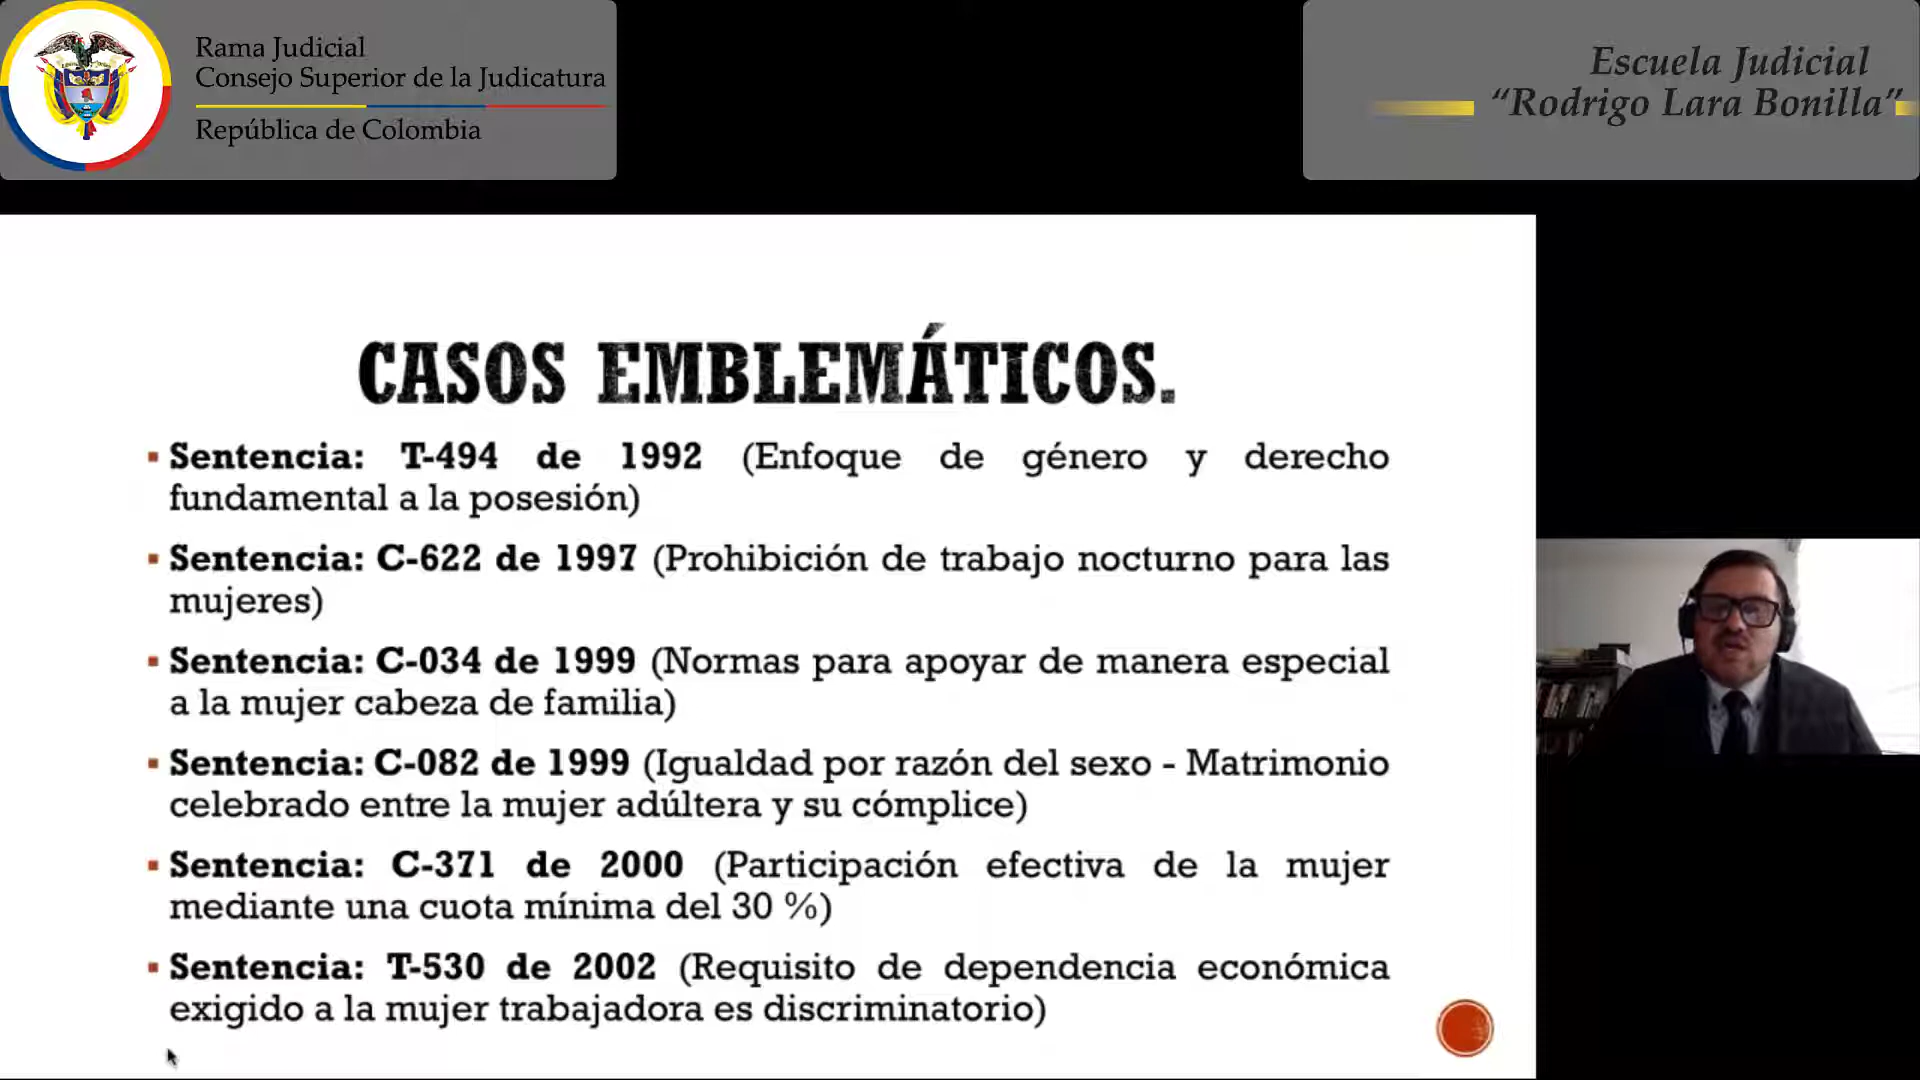 Rama Judicial
Consejo Superior de la Judicatura
República de Colombia
Escuela Judicial
“Rodrigo Lara Bonilla”
CASOS EMBLEMÁTICOS.
Sentencia: T-494 de 1992 (Enfoque de género y derecho
fundamental a la posesión)
Sentencia: C-622 de 1997 (Prohibición de trabajo nocturno para las
mujeres)
Sentencia: C-034 de 1999 (Normas para apoyar de manera especial
a la mujer cabeza de familia)
Sentencia: C-082 de 1999 (Igualdad por razón del sexo - Matrimonio
celebrado entre la mujer adúltera y su cómplice)
Sentencia: C-371 de 2000 (Participación efectiva de la mujer
mediante una cuota mínima del 30 %)
Sentencia: T-530 de 2002 (Requisito de dependencia económica
exigido a la mujer trabajadora es discriminatorio)